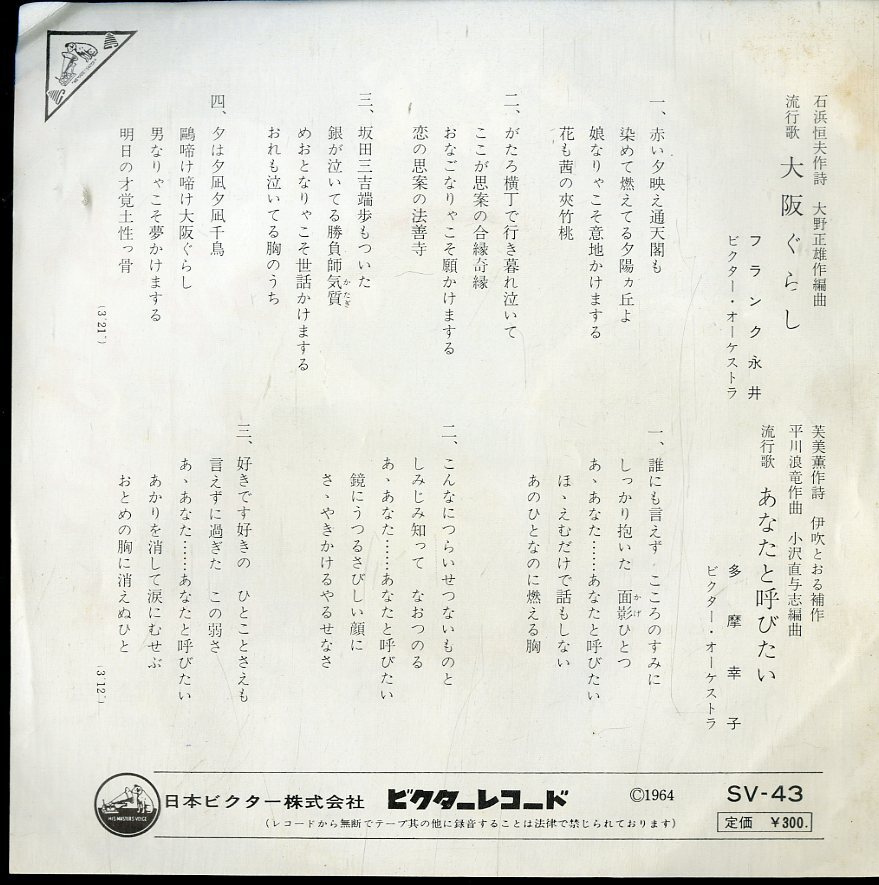 石浜恒夫作詩　大野正雄作編曲
流行歌　大阪ぐらし
フランク永井
ビクター・オーケストラ
一、赤い夕映え通天閣も
染めて燃えてる夕陽ヵ丘よ
娘なりゃこそ意地かけまする
花も茜の夾竹桃
二、がたろ横丁で行き暮れ泣いて
ここが思案の合縁奇縁
おなごなりゃこそ願かけまする
恋の思案の法善寺
三、坂田三吉端歩もついた
銀が泣いてる勝負師気質
かたぎ
めおとなりゃこそ世話かけまする
おれも泣いてる胸のうち
四、夕は夕凪夕凪千鳥
鷗啼け啼け大阪ぐらし
男なりゃこそ夢かけまする
明日の才覚土性っ骨
(3′21″)
芙美薫作詩　伊吹とおる補作
平川浪竜作曲　小沢直与志編曲
流行歌　あなたと呼びたい
多摩幸子
ビクター・オーケストラ
一、誰にも言えず　こころのすみに
しっかり抱いた　面影ひとつ
かげ
あゝあなた……あなたと呼びたい
ほゝえむだけで話もしない
あのひとなのに燃える胸
二、こんなにつらいせつないものと
しみじみ知って　なおつのる
あゝあなた……あなたと呼びたい
鏡にうつるさびしい顔に
さゝやきかけるやるせなさ
三、好きです好きの　ひとことさえも
言えずに過ぎた　この弱さ
あゝあなた……あなたと呼びたい
あかりを消して涙にむせぶ
おとめの胸に消えぬひと
(3′12″)
HIS MASTER'S VOICE
日本ビクター株式会社　ビクターレコード　©1964　SV-43
(レコードから無断でテープ其の他に録音することは法律で禁じられております)　定価　¥300.